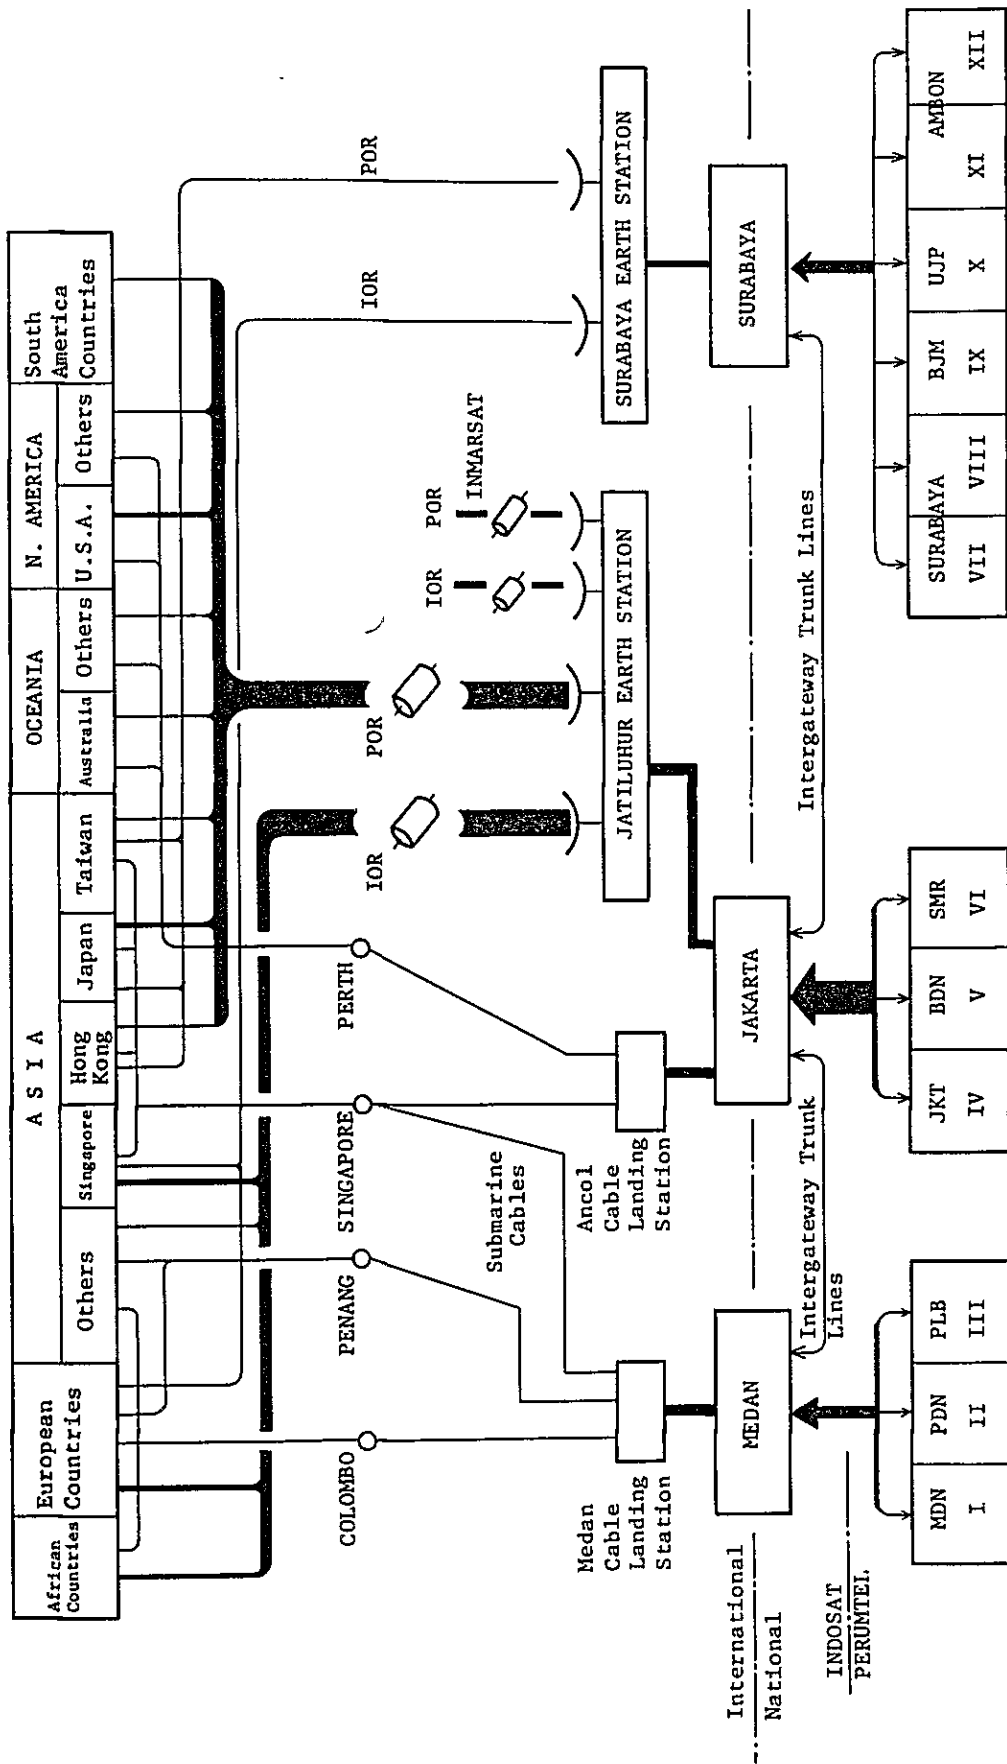 African
Countries
European
Countries
A S I A
Others
Singapore
Hong
Kong
Japan
Taiwan
OCEANIA
Australia
Others
N. AMERICA
U.S.A.
Others
South
America
Countries
COLOMBO
PENANG
SINGAPORE
PERTH
IOR
POR
IOR
POR
INMARSAT
IOR
POR
Submarine
Cables
Medan
Cable
Landing
Station
Ancol
Cable
Landing
Station
JATILUHUR EARTH STATION
SURABAYA EARTH STATION
International
National
MEDAN
JAKARTA
SURABAYA
Intergateway Trunk
Lines
Intergateway Trunk Lines
INDOSAT
PERUMTEL
MDN
I
PDN
II
PLB
III
JKT
IV
BDN
V
SMR
VI
SURABAYA
VII
VIII
BJM
IX
UJP
X
AMBON
XI
XII